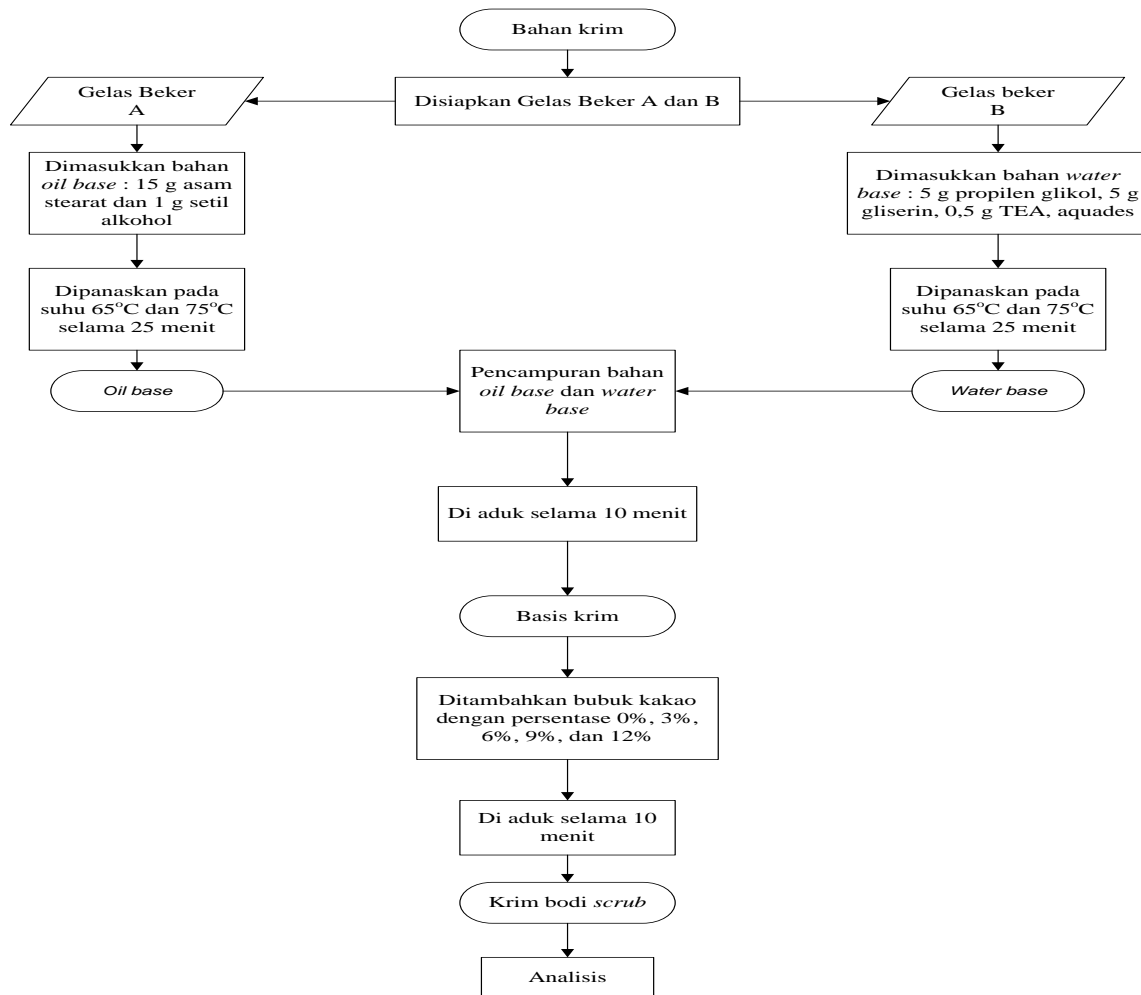 Bahan krim
Disiapkan Gelas Beker A dan B
Gelas Beker
A
Gelas beker
B
Dimasukkan bahan
oil base : 15 g asam
stearat dan 1 g setil
alkohol
Dimasukkan bahan water
base : 5 g propilen glikol, 5 g
gliserin, 0,5 g TEA, aquades
Dipanaskan pada
suhu 65°C dan 75°C
selama 25 menit
Dipanaskan pada
suhu 65°C dan 75°C
selama 25 menit
Oil base
Pencampuran bahan
oil base dan water
base
Water base
Di aduk selama 10 menit
Basis krim
Ditambahkan bubuk kakao
dengan persentase 0%, 3%,
6%, 9%, dan 12%
Di aduk selama 10
menit
Krim bodi scrub
Analisis